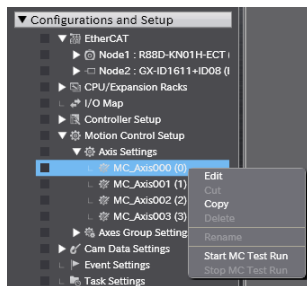 Configurations and Setup
EtherCAT
Node1 : R88D-KN01H-ECT (
Node2 : GX-ID1611+ID08 (
CPU/Expansion Racks
I/O Map
Controller Setup
Motion Control Setup
Axis Settings
MC_Axis000 (0)
MC_Axis001 (1)
MC_Axis002 (2)
MC_Axis003 (3)
Axes Group Settings
Cam Data Settings
Event Settings
Task Settings
Edit
Cut
Copy
Delete
Rename
Start MC Test Run
Stop MC Test Run